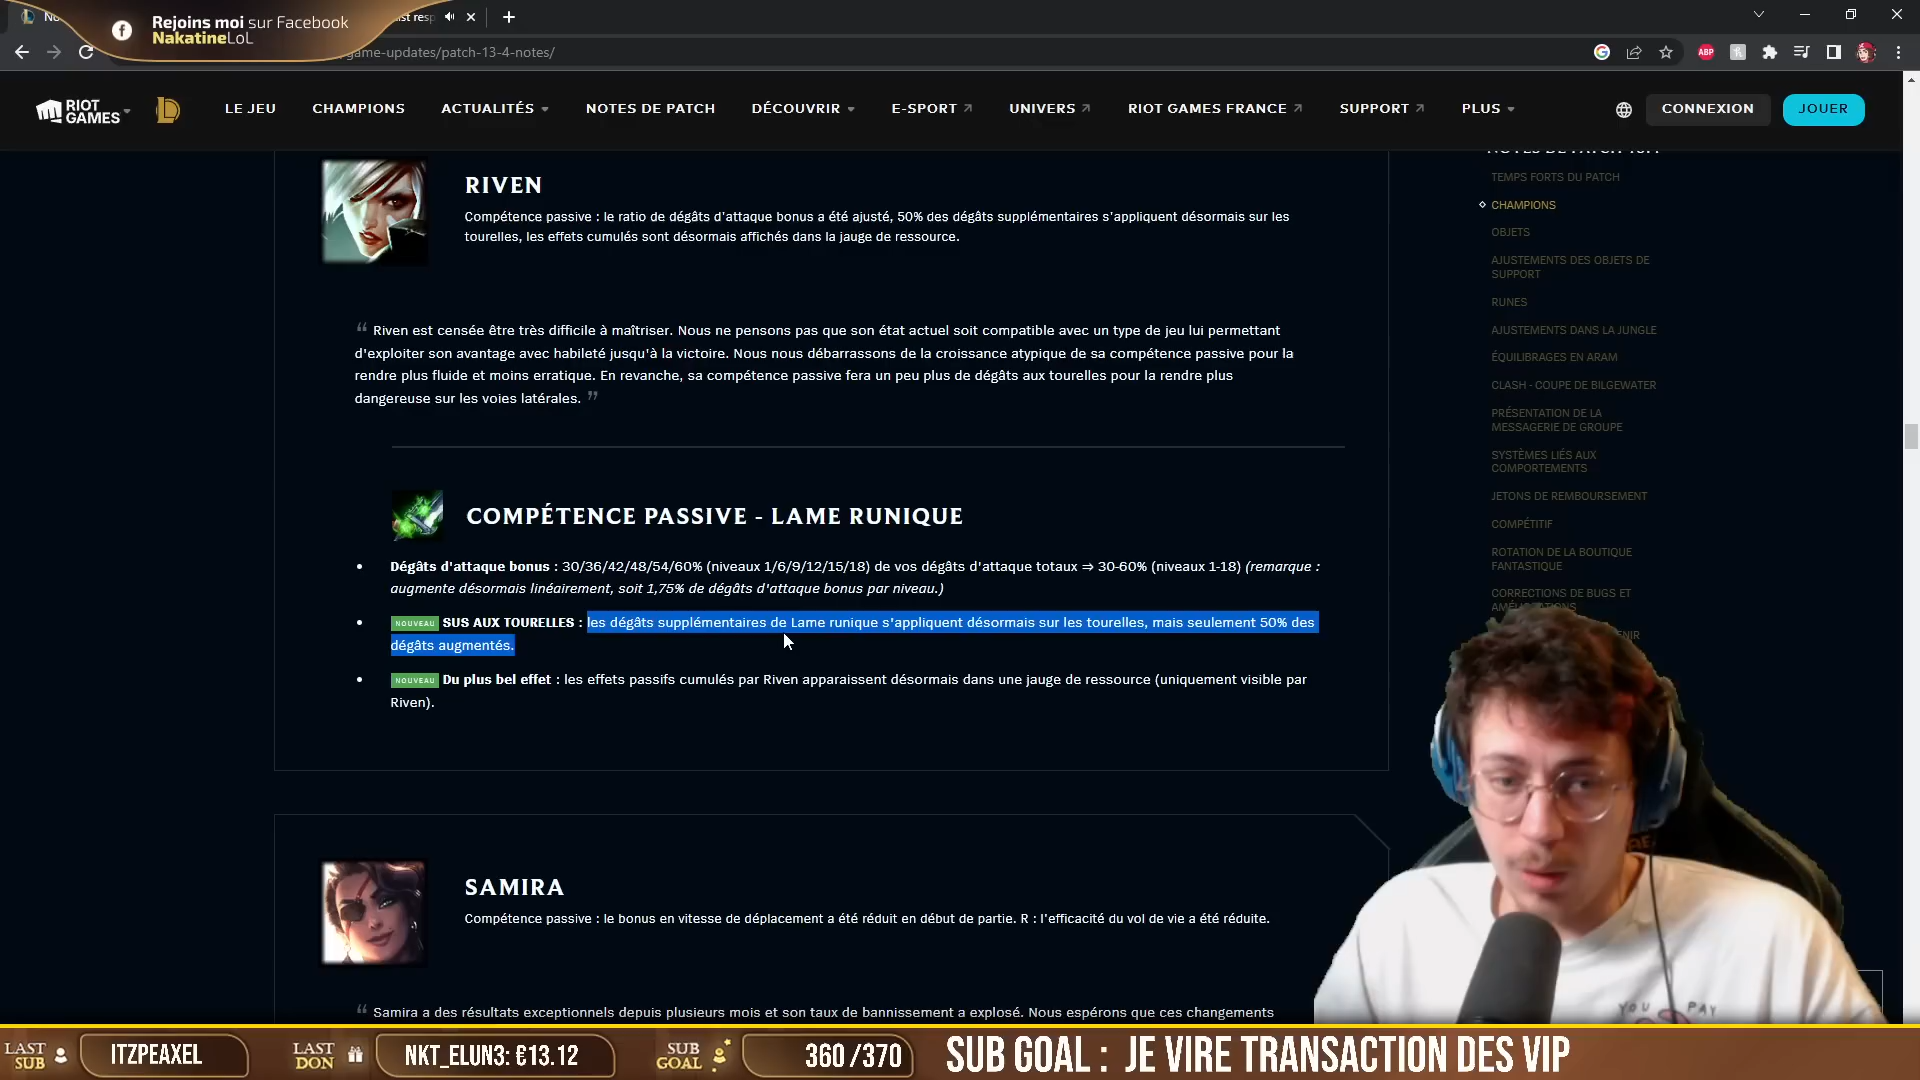 Rejoins moi sur Facebook
NakatineLoL
game-updates/patch-13-4-notes/
ABP
RIOT GAMES
LE JEU
CHAMPIONS
ACTUALITÉS
NOTES DE PATCH
DÉCOUVRIR
E-SPORT
UNIVERS
RIOT GAMES FRANCE
SUPPORT
PLUS
CONNEXION
JOUER
RIVEN
Compétence passive : le ratio de dégâts d'attaque bonus a été ajusté, 50% des dégâts supplémentaires s'appliquent désormais sur les
tourelles, les effets cumulés sont désormais affichés dans la jauge de ressource.
“ Riven est censée être très difficile à maîtriser. Nous ne pensons pas que son état actuel soit compatible avec un type de jeu lui permettant
d'exploiter son avantage avec habileté jusqu'à la victoire. Nous nous débarrassons de la croissance atypique de sa compétence passive pour la
rendre plus fluide et moins erratique. En revanche, sa compétence passive fera un peu plus de dégâts aux tourelles pour la rendre plus
dangereuse sur les voies latérales. ”
COMPÉTENCE PASSIVE - LAME RUNIQUE
• Dégâts d'attaque bonus : 30/36/42/48/54/60% (niveaux 1/6/9/12/15/18) de vos dégâts d'attaque totaux ⇒ 30-60% (niveaux 1-18) (remarque :
augmente désormais linéairement, soit 1,75% de dégâts d'attaque bonus par niveau.)
• NOUVEAU SUS AUX TOURELLES : les dégâts supplémentaires de Lame runique s'appliquent désormais sur les tourelles, mais seulement 50% des
dégâts augmentés.
• NOUVEAU Du plus bel effet : les effets passifs cumulés par Riven apparaissent désormais dans une jauge de ressource (uniquement visible par
Riven).
SAMIRA
Compétence passive : le bonus en vitesse de déplacement a été réduit en début de partie. R : l'efficacité du vol de vie a été réduite.
“ Samira a des résultats exceptionnels depuis plusieurs mois et son taux de bannissement a explosé. Nous espérons que ces changements
NOTES DE PATCH 13.4
TEMPS FORTS DU PATCH
CHAMPIONS
OBJETS
AJUSTEMENTS DES OBJETS DE
SUPPORT
RUNES
AJUSTEMENTS DANS LA JUNGLE
ÉQUILIBRAGES EN ARAM
CLASH - COUPE DE BILGEWATER
PRÉSENTATION DE LA
MESSAGERIE DE GROUPE
SYSTÈMES LIÉS AUX
COMPORTEMENTS
JETONS DE REMBOURSEMENT
COMPÉTITIF
ROTATION DE LA BOUTIQUE
FANTASTIQUE
CORRECTIONS DE BUGS ET
YOU PAY
LAST SUB
ITZPEAXEL
LAST DON
NKT_ELUN3: €13.12
SUB GOAL
360 /370
SUB GOAL : JE VIRE TRANSACTION DES VIP